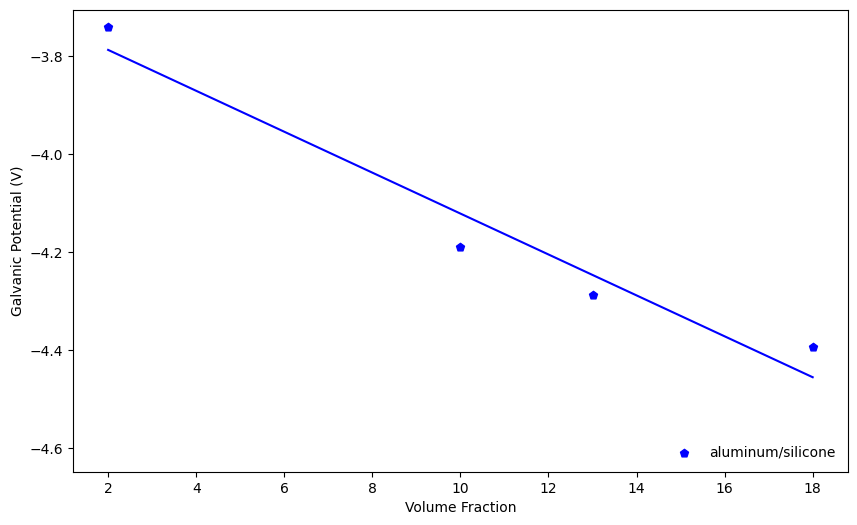 −3.8
−4.0
−4.2
−4.4
−4.6
Galvanic Potential (V)
2 4 6 8 10 12 14 16 18
Volume Fraction
aluminum/silicone